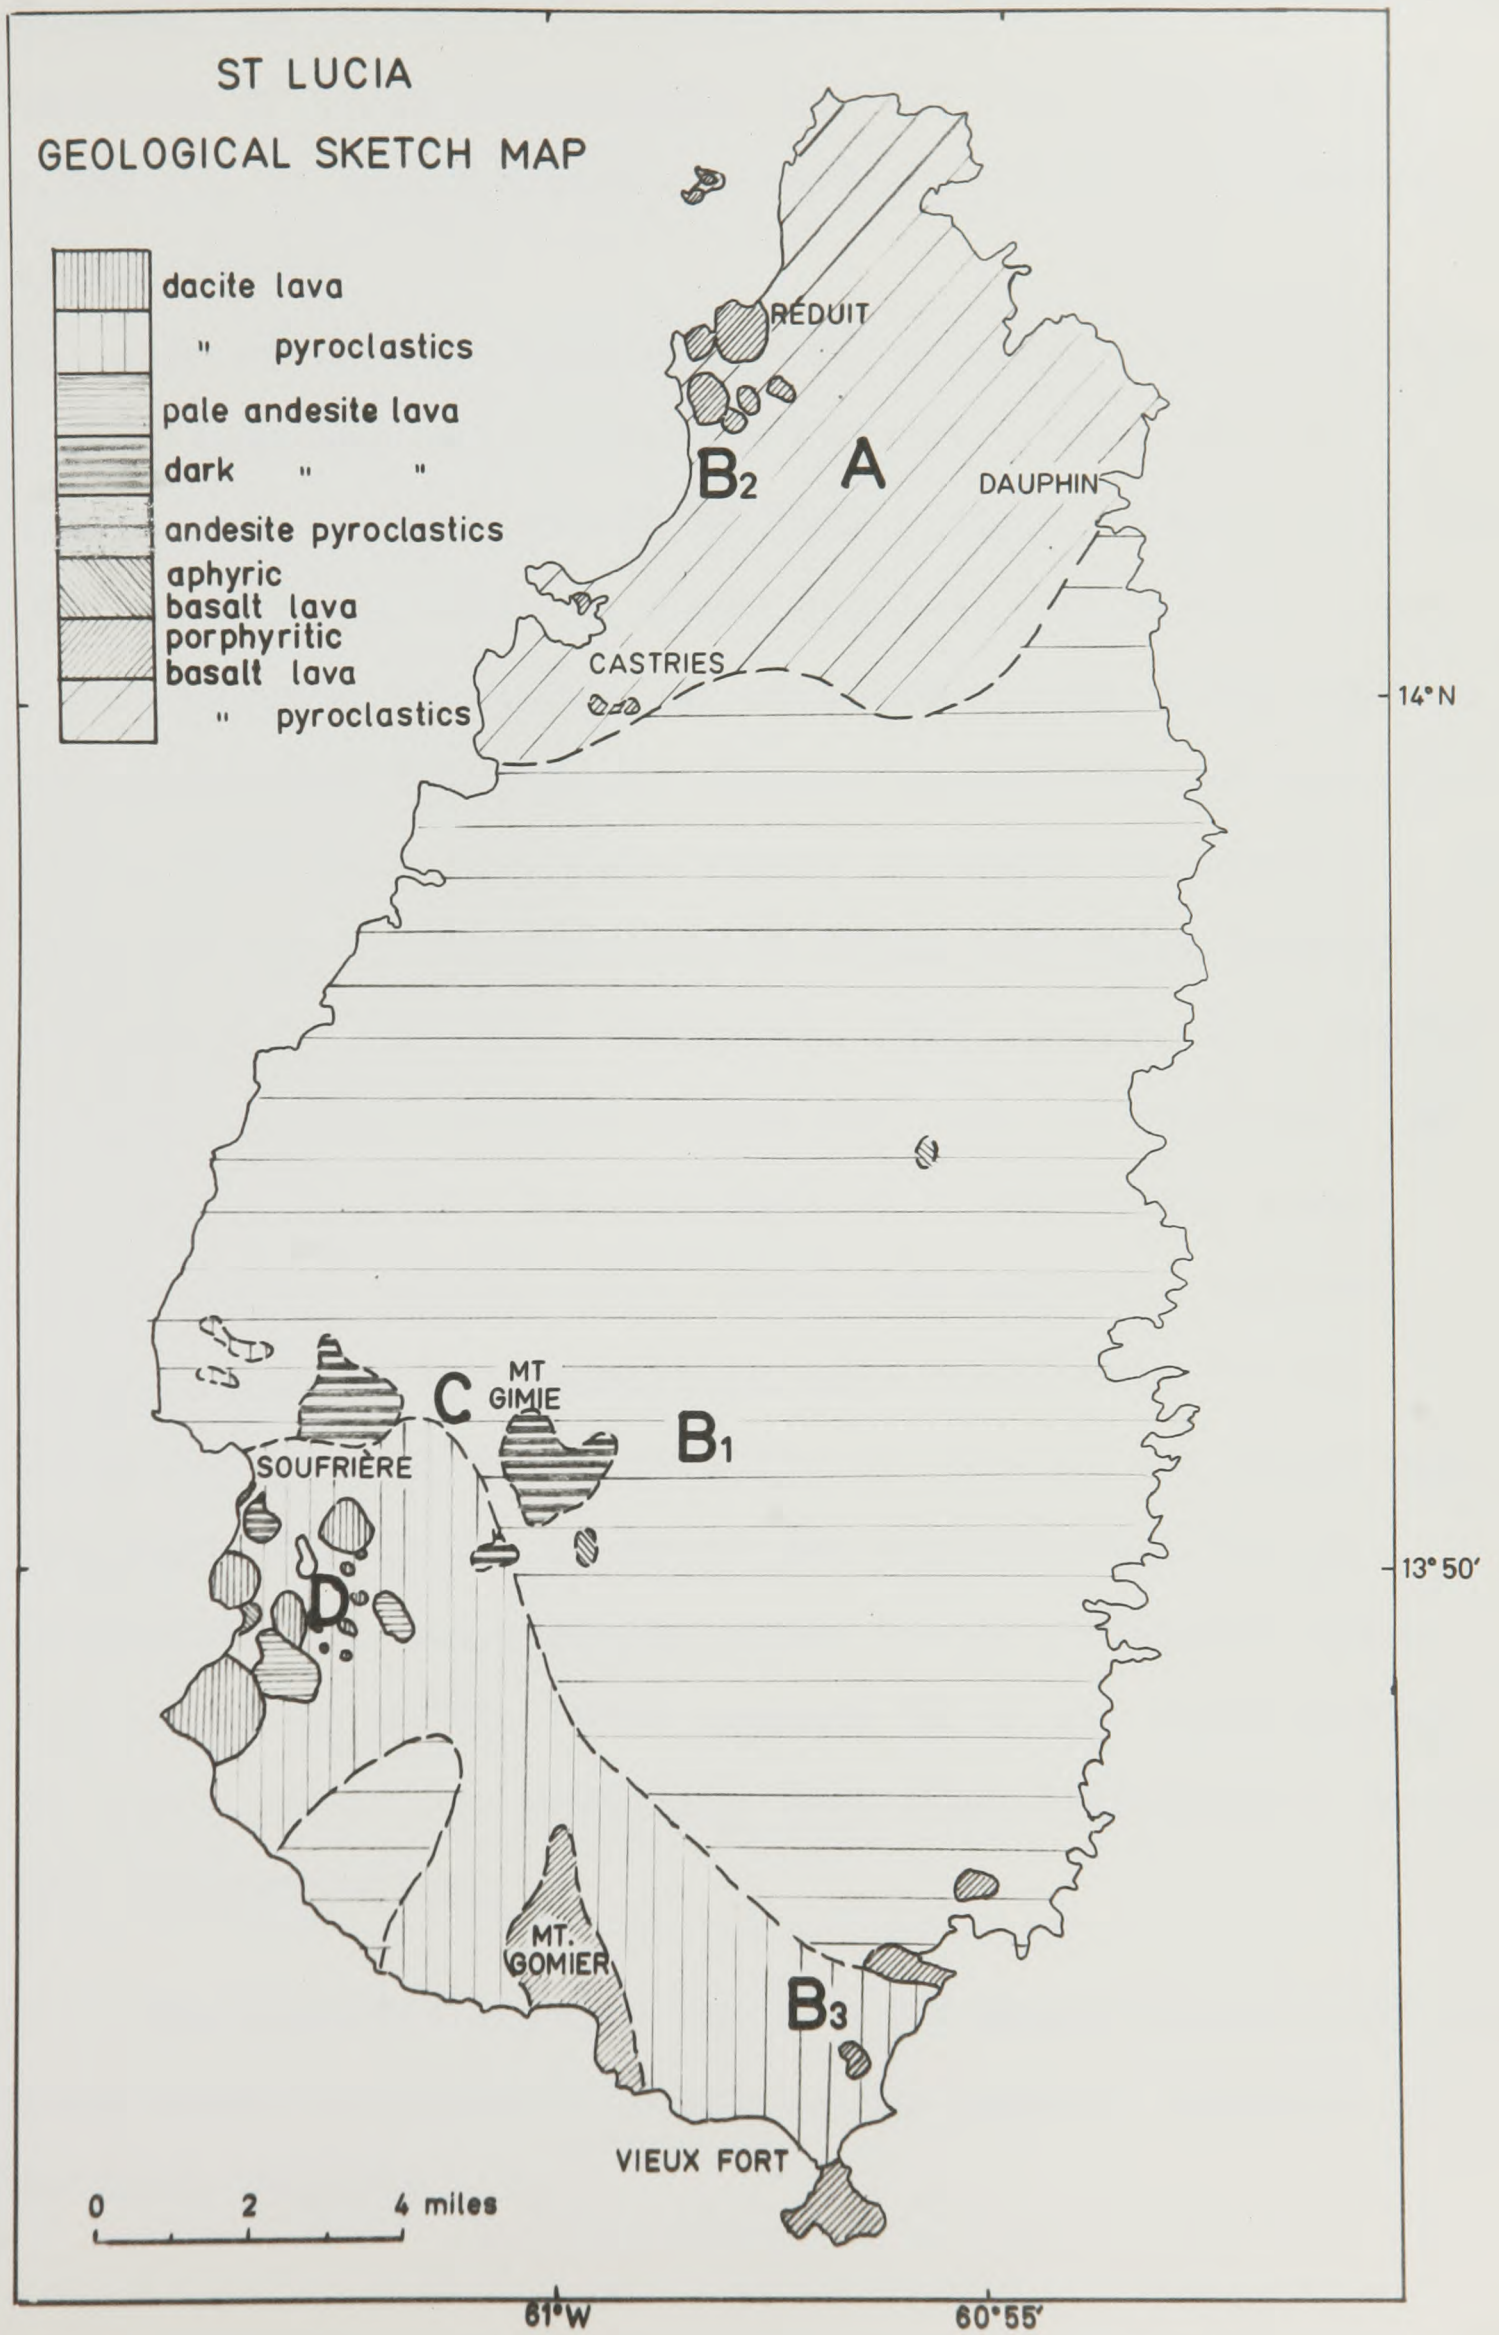 ST LUCIA
GEOLOGICAL SKETCH MAP
dacite lava
" pyroclastics
pale andesite lava
dark " "
andesite pyroclastics
aphyric
basalt lava
porphyritic
basalt lava
" pyroclastics
REDUIT
B2
A
DAUPHIN
CASTRIES
14°N
MT
GIMIE
C
B1
SOUFRIÈRE
D
13°50'
MT.
GOMIER
B3
VIEUX FORT
0 2 4 miles
61°W
60°55'